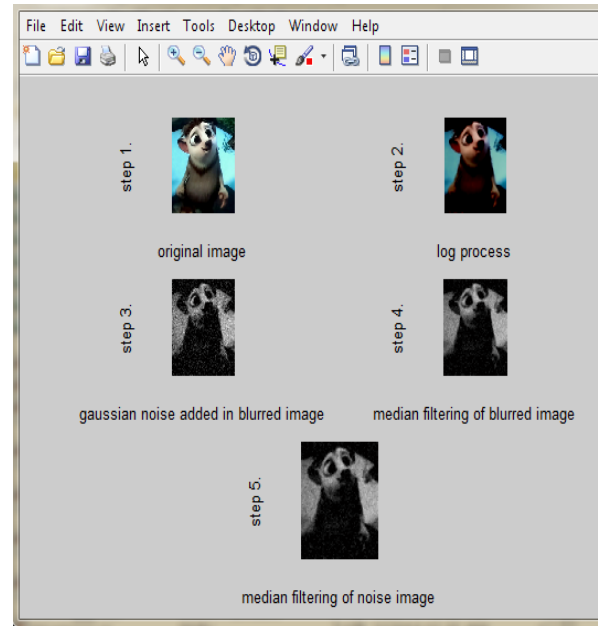 File Edit View Insert Tools Desktop Window Help
step 1.
original image
step 2.
log process
step 3.
gaussian noise added in blurred image
step 4.
median filtering of blurred image
step 5.
median filtering of noise image